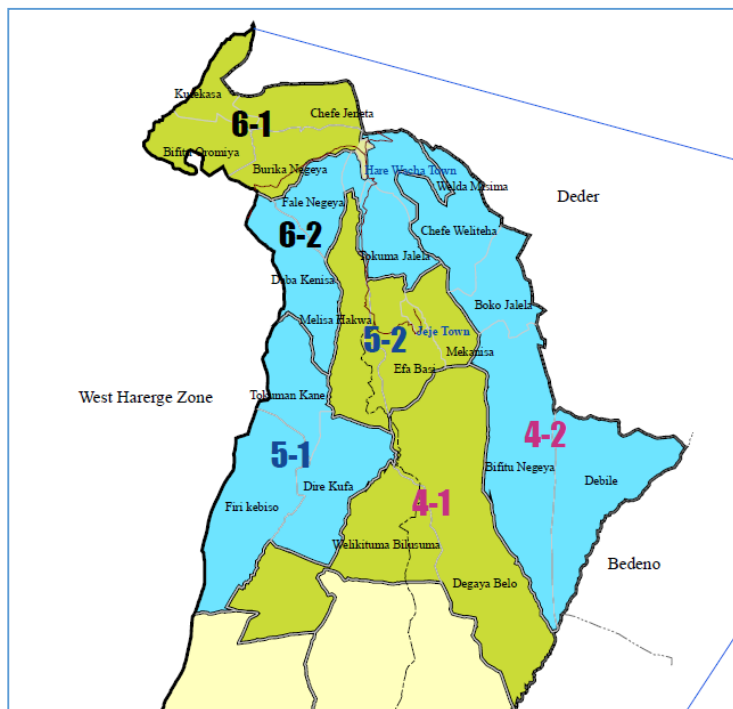 Kufekasa
Chefe Jeneta
6-1
Bifitu Oromiya
Burika Negeya
Hare Wacha Town
Welda Misima
Deder
Fale Negeya
6-2
Chefe Weliteha
Tokuma Jalela
Daba Kenisa
Boko Jalela
Melisa Hakwa
5-2
Jeje Town
Mekanisa
Efa Basi
West Harerge Zone
Tokuman Kane
4-2
5-1
Bifitu Negeya
Debile
Dire Kufa
4-1
Firi kebiso
Welikituma Bilusuma
Bedeno
Degaya Belo